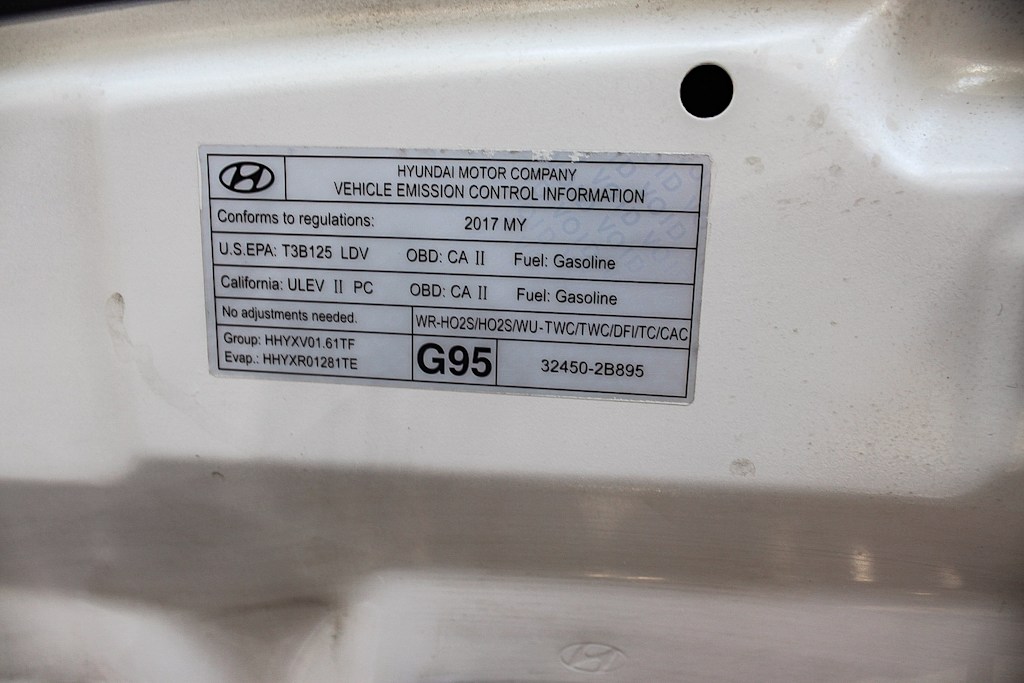 HYUNDAI MOTOR COMPANY
VEHICLE EMISSION CONTROL INFORMATION
Conforms to regulations: 2017 MY
U.S.EPA: T3B125 LDV OBD: CA II Fuel: Gasoline
California: ULEV II PC OBD: CA II Fuel: Gasoline
No adjustments needed. WR-HO2S/HO2S/WU-TWC/TWC/DFI/TC/CAC
Group: HHYXV01.61TF
Evap.: HHYXR01281TE
G95
32450-2B895
VOID